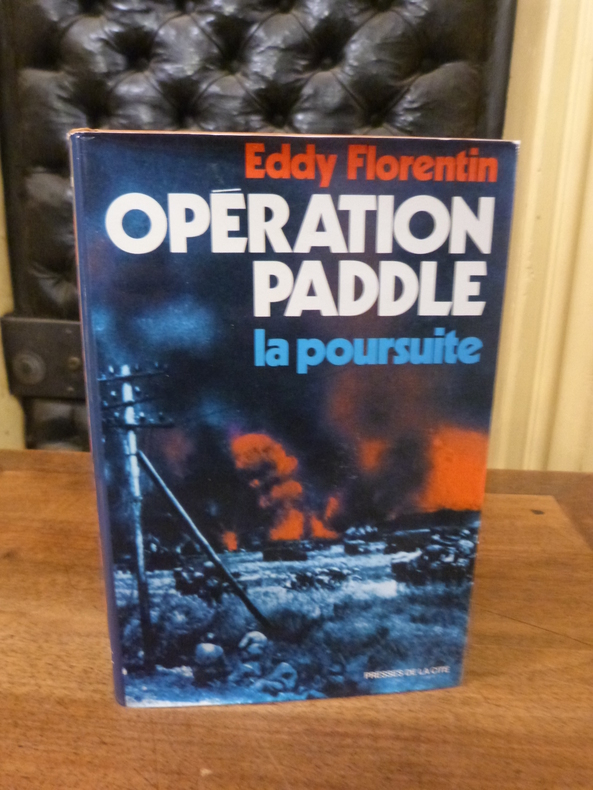 Eddy Florentin
OPÉRATION
PADDLE
la poursuite
PRESSES DE LA CITÉ